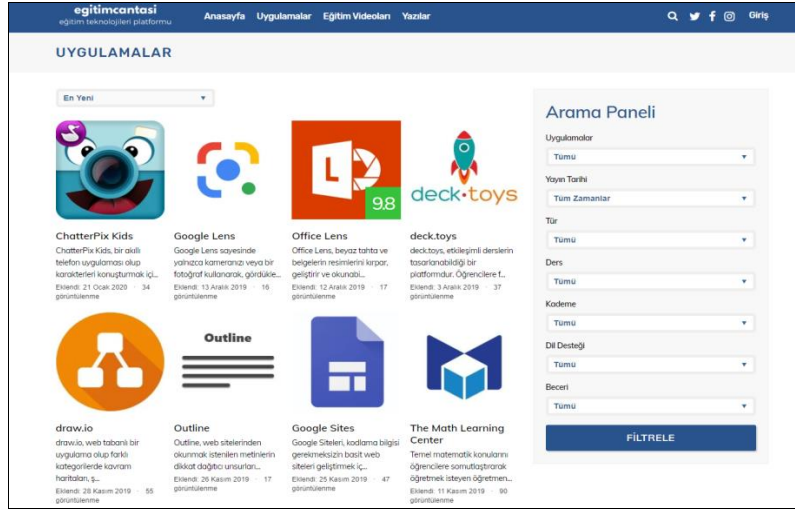 egitimcantasi
eğitim teknolojileri platformu
Anasayfa Uygulamalar Eğitim Videoları Yazılar
Giriş
UYGULAMALAR
En Yeni
9.8
deck•toys
ChatterPix Kids
ChatterPix Kids, bir akıllı
telefon uygulaması olup
karakterleri konuşturmak içi...
Eklendi: 21 Ocak 2020 · 34
görüntülenme
Google Lens
Google Lens sayesinde
yalnızca kameranızı veya bir
fotoğraf kullanarak, gördükle...
Eklendi: 13 Aralık 2019 · 16
görüntülenme
Office Lens
Office Lens, beyaz tahta ve
belgelerin resimlerini kırpar,
geliştirir ve okunabi...
Eklendi: 12 Aralık 2019 · 17
görüntülenme
deck.toys
deck.toys, etkileşimli derslerin
tasarlanabildiği bir
platformdur. Öğrencilere f...
Eklendi: 3 Aralık 2019 · 37
görüntülenme
Outline
draw.io
draw.io, web tabanlı bir
uygulama olup farklı
kategorilerde kavram
haritaları, ş...
Eklendi: 28 Kasım 2019 · 55
görüntülenme
Outline
Outline, web sitelerinden
okunmak istenilen metinlerin
dikkat dağıtıcı unsurları...
Eklendi: 26 Kasım 2019 · 17
görüntülenme
Google Sites
Google Siteleri, kodlama bilgisi
gerekmeksizin basit web
siteleri geliştirmek iç...
Eklendi: 25 Kasım 2019 · 47
görüntülenme
The Math Learning
Center
Temel matematik konularını
öğrencilere somutlaştırarak
öğretmek isteyen öğretmen...
Eklendi: 11 Kasım 2019 · 90
görüntülenme
Arama Paneli
Uygulamalar
Tümü
Yayın Tarihi
Tüm Zamanlar
Tür
Tümü
Ders
Tümü
Kademe
Tümü
Dil Desteği
Tümü
Beceri
Tümü
FİLTRELE